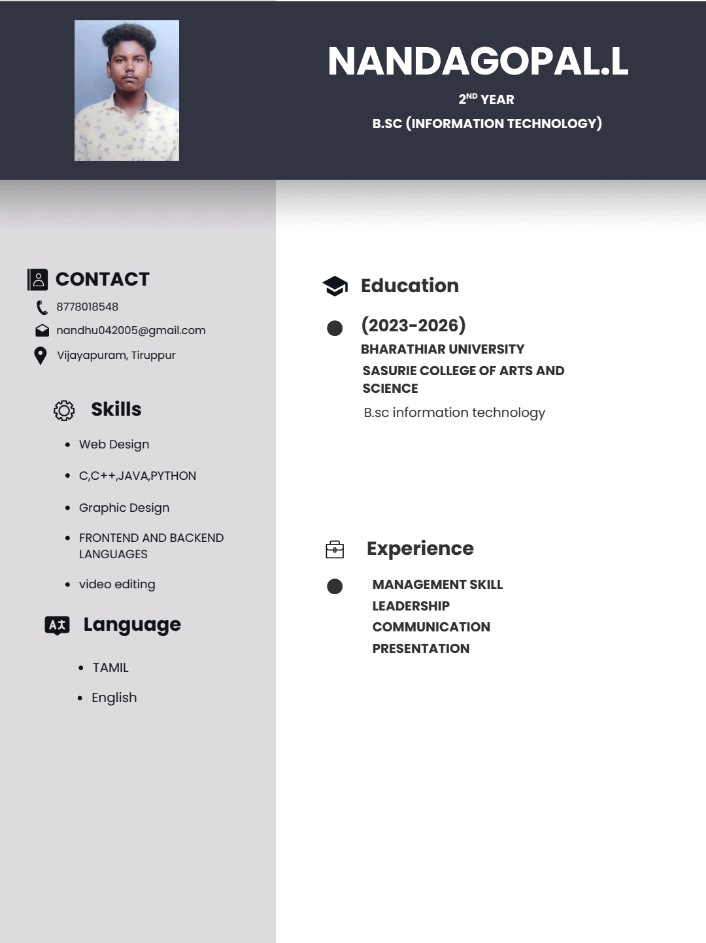 NANDAGOPAL.L
2ND YEAR
B.SC (INFORMATION TECHNOLOGY)
CONTACT
8778018548
nandhu042005@gmail.com
Vijayapuram, Tiruppur
Skills
• Web Design
• C,C++,JAVA,PYTHON
• Graphic Design
• FRONTEND AND BACKEND
LANGUAGES
• video editing
Language
• TAMIL
• English
Education
(2023-2026)
BHARATHIAR UNIVERSITY
SASURIE COLLEGE OF ARTS AND
SCIENCE
B.sc information technology
Experience
MANAGEMENT SKILL
LEADERSHIP
COMMUNICATION
PRESENTATION